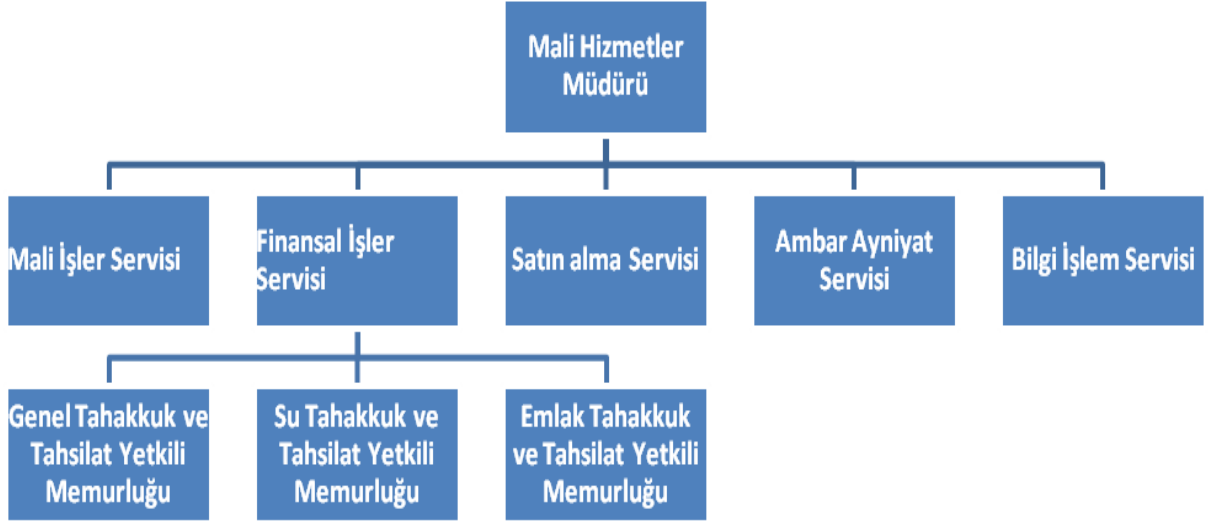 Mali Hizmetler
Müdürü
Mali İşler Servisi
Finansal İşler
Servisi
Satın alma Servisi
Ambar Ayniyat
Servisi
Bilgi İşlem Servisi
Genel Tahakkuk ve
Tahsilat Yetkili
Memurluğu
Su Tahakkuk ve
Tahsilat Yetkili
Memurluğu
Emlak Tahakkuk
ve Tahsilat Yetkili
Memurluğu